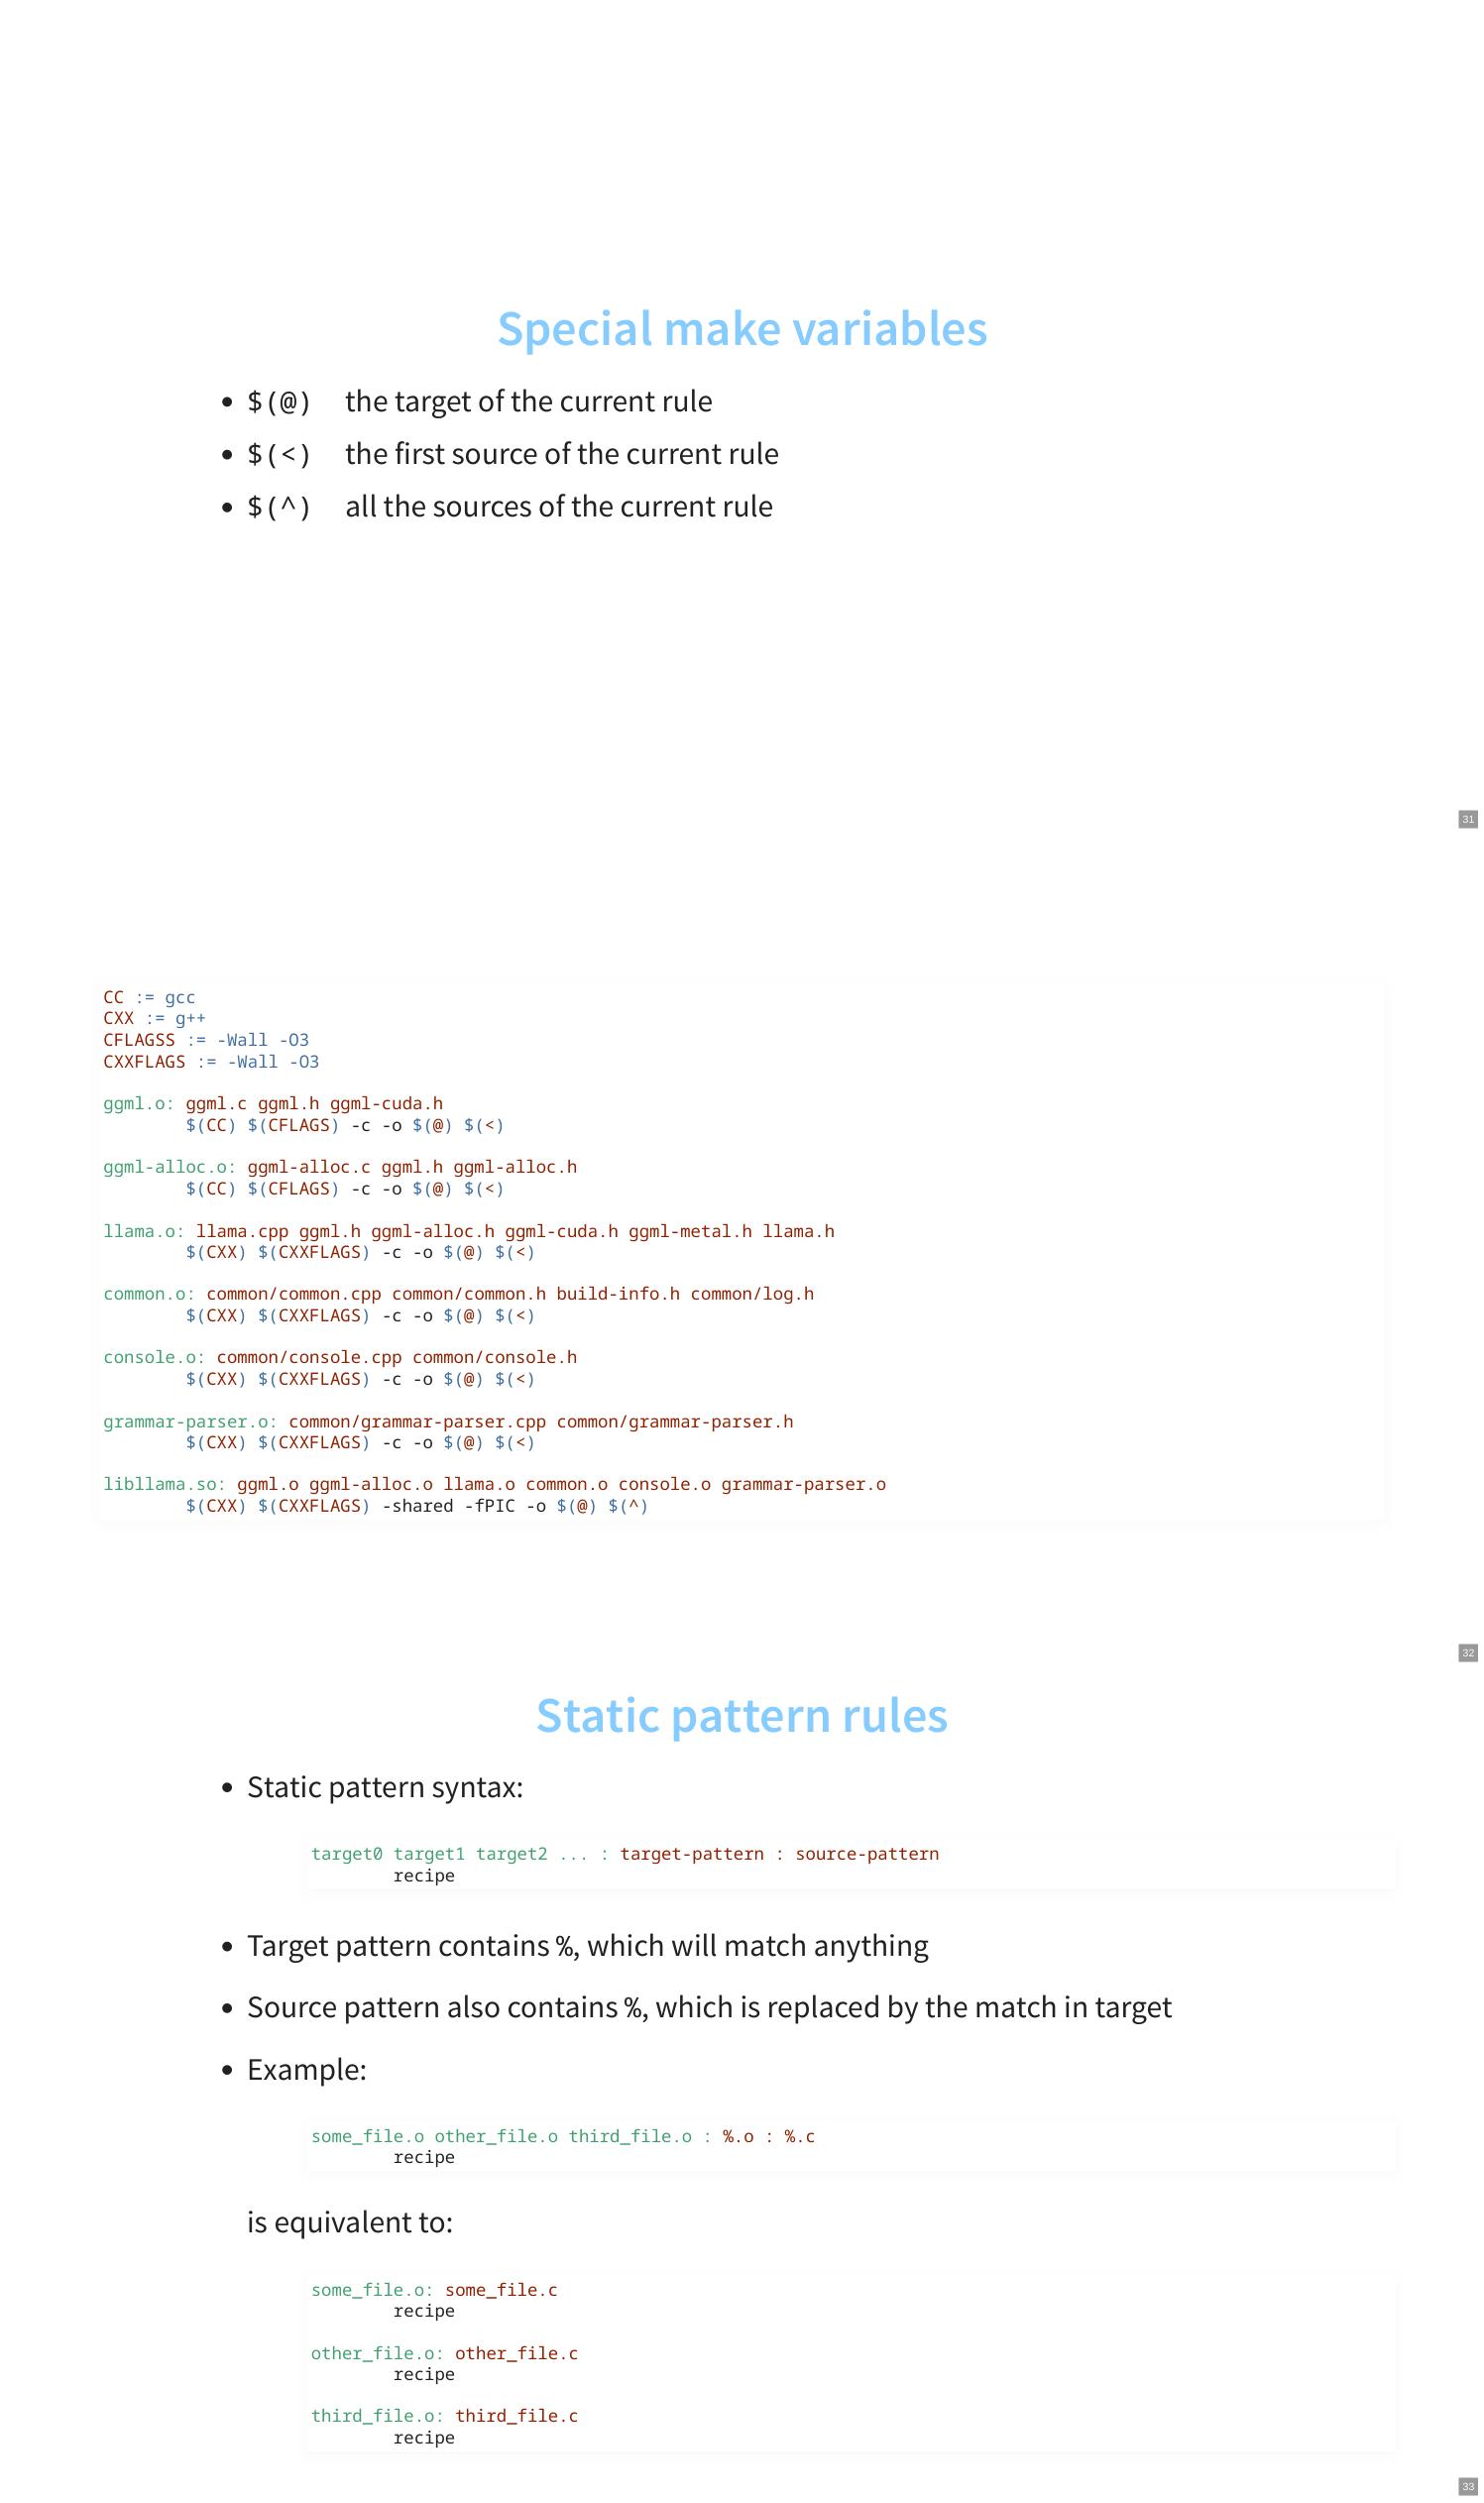 Special make variables
• $(@) the target of the current rule
• $(<) the first source of the current rule
• $(^) all the sources of the current rule
31
CC := gcc
CXX := g++
CFLAGSS := -Wall -O3
CXXFLAGS := -Wall -O3
ggml.o: ggml.c ggml.h ggml-cuda.h
        $(CC) $(CFLAGS) -c -o $(@) $(<)
ggml-alloc.o: ggml-alloc.c ggml.h ggml-alloc.h
        $(CC) $(CFLAGS) -c -o $(@) $(<)
llama.o: llama.cpp ggml.h ggml-alloc.h ggml-cuda.h ggml-metal.h llama.h
        $(CXX) $(CXXFLAGS) -c -o $(@) $(<)
common.o: common/common.cpp common/common.h build-info.h common/log.h
        $(CXX) $(CXXFLAGS) -c -o $(@) $(<)
console.o: common/console.cpp common/console.h
        $(CXX) $(CXXFLAGS) -c -o $(@) $(<)
grammar-parser.o: common/grammar-parser.cpp common/grammar-parser.h
        $(CXX) $(CXXFLAGS) -c -o $(@) $(<)
libllama.so: ggml.o ggml-alloc.o llama.o common.o console.o grammar-parser.o
        $(CXX) $(CXXFLAGS) -shared -fPIC -o $(@) $(^)
32
Static pattern rules
• Static pattern syntax:
target0 target1 target2 ... : target-pattern : source-pattern
        recipe
• Target pattern contains %, which will match anything
• Source pattern also contains %, which is replaced by the match in target
• Example:
some_file.o other_file.o third_file.o : %.o : %.c
        recipe
is equivalent to:
some_file.o: some_file.c
        recipe
other_file.o: other_file.c
        recipe
third_file.o: third_file.c
        recipe
33